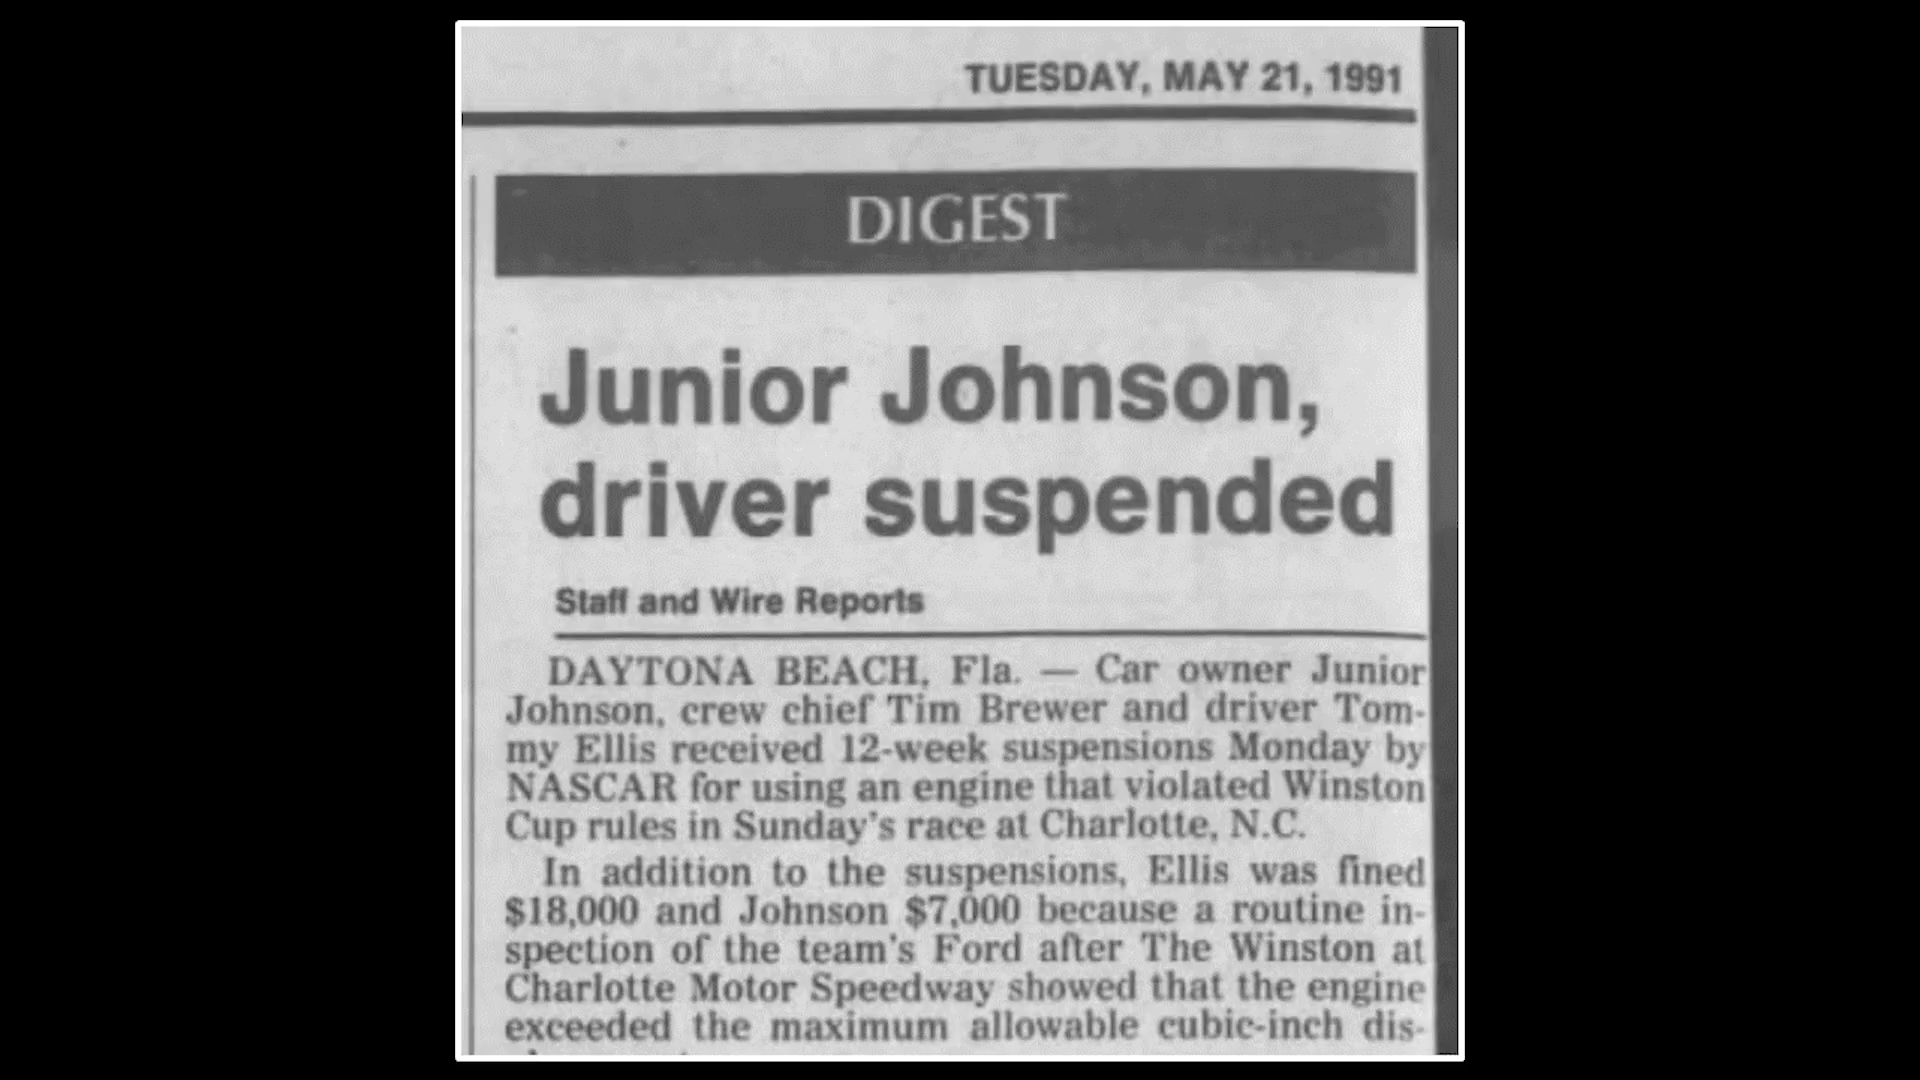 TUESDAY, MAY 21, 1991
DIGEST
Junior Johnson,
driver suspended
Staff and Wire Reports
DAYTONA BEACH, Fla. — Car owner Junior
Johnson, crew chief Tim Brewer and driver Tom-
my Ellis received 12-week suspensions Monday by
NASCAR for using an engine that violated Winston
Cup rules in Sunday's race at Charlotte, N.C.
In addition to the suspensions, Ellis was fined
$18,000 and Johnson $7,000 because a routine in-
spection of the team's Ford after The Winston at
Charlotte Motor Speedway showed that the engine
exceeded the maximum allowable cubic-inch dis-